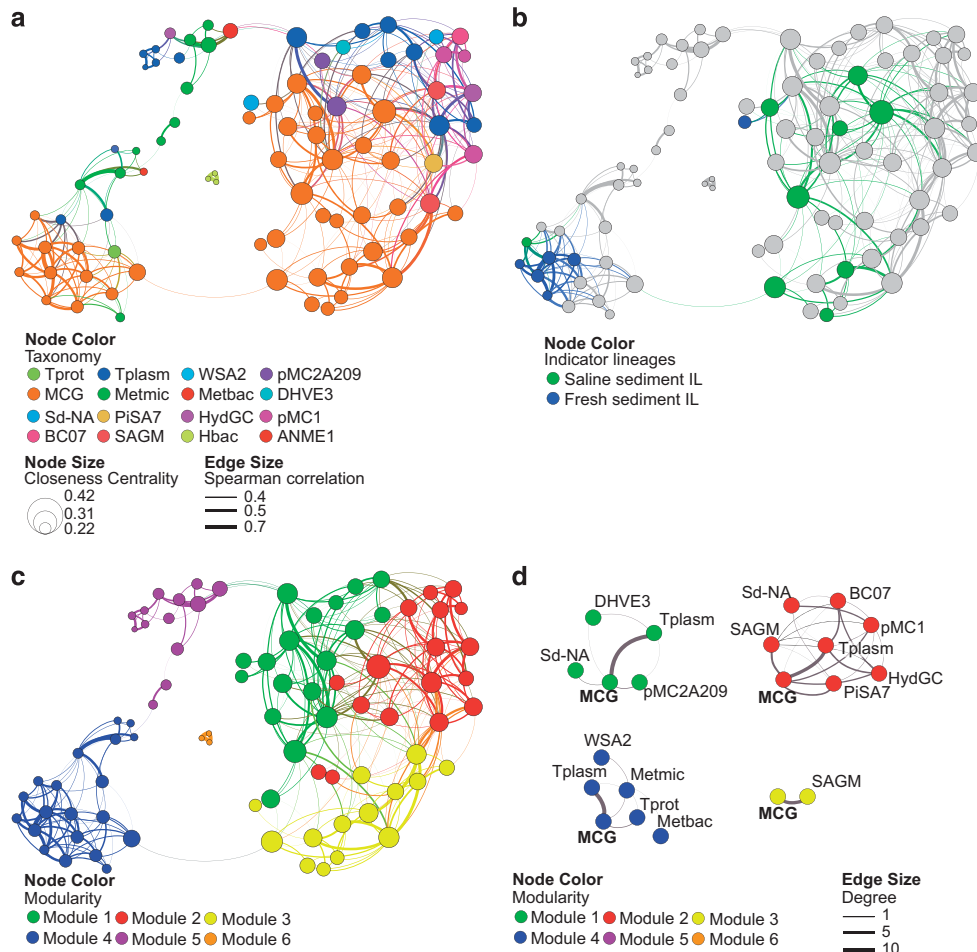 a
b
Node Color
Taxonomy
Tprot Tplasm WSA2 pMC2A209
MCG Metmic Metbac DHVE3
Sd-NA PiSA7 HydGC pMC1
BC07 SAGM Hbac ANME1
Node Size
Closeness Centrality
0.42
0.31
0.22
Edge Size
Spearman correlation
0.4
0.5
0.7
Node Color
Indicator lineages
Saline sediment IL
Fresh sediment IL
c
d
DHVE3
Tplasm
Sd-NA
MCG
pMC2A209
Sd-NA
BC07
SAGM
pMC1
Tplasm
HydGC
MCG
PiSA7
WSA2
Tplasm
Metmic
Tprot
MCG
Metbac
SAGM
MCG
Node Color
Modularity
Module 1 Module 2 Module 3
Module 4 Module 5 Module 6
Node Color
Modularity
Module 1 Module 2 Module 3
Module 4 Module 5 Module 6
Edge Size
Degree
1
5
10